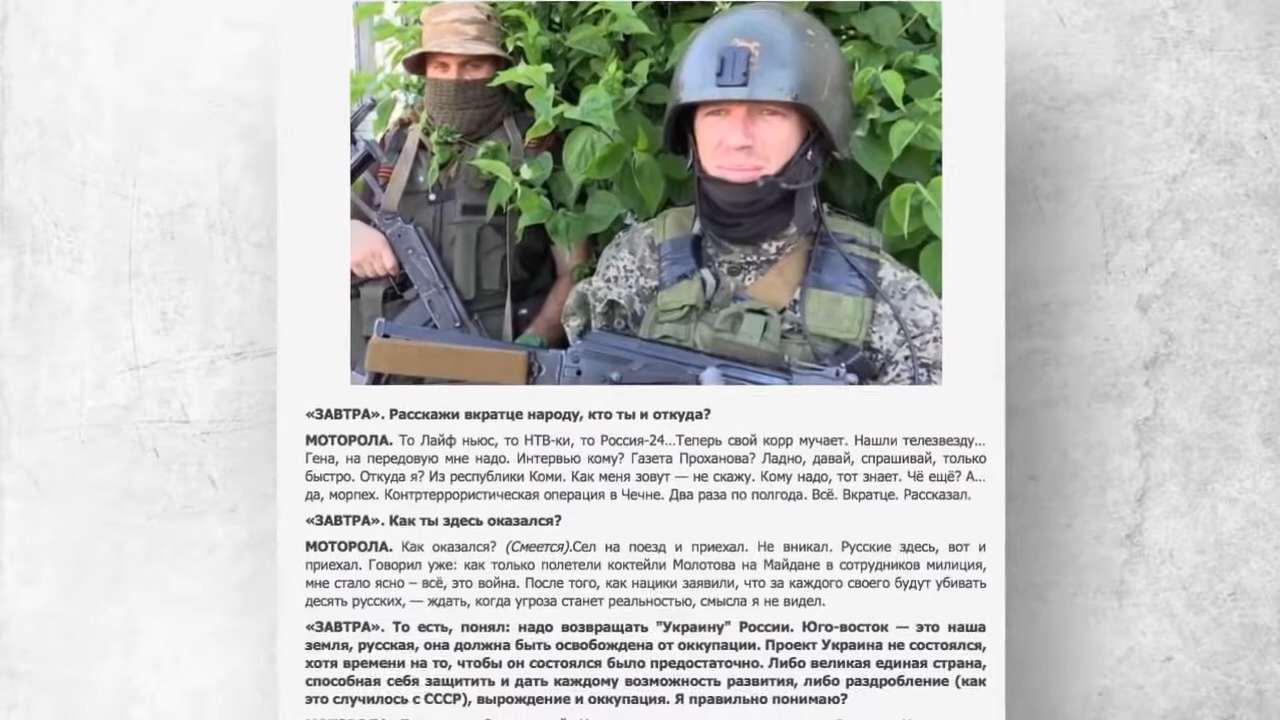 «ЗАВТРА». Расскажи вкратце народу, кто ты и откуда?
МОТОРОЛА. То Лайф ньюс, то НТВ-ки, то Россия-24...Теперь свой корр мучает. Нашли телезвезду...
Гена, на передовую мне надо. Интервью кому? Газета Проханова? Ладно, давай, спрашивай, только
быстро. Откуда я? Из республики Коми. Как меня зовут — не скажу. Кому надо, тот знает. Чё ещё? А...
да, морпех. Контртеррористическая операция в Чечне. Два раза по полгода. Всё. Вкратце. Рассказал.
«ЗАВТРА». Как ты здесь оказался?
МОТОРОЛА. Как оказался? (Смеется).Сел на поезд и приехал. Не вникал. Русские здесь, вот и
приехал. Говорил уже: как только полетели коктейли Молотова на Майдане в сотрудников милиция,
мне стало ясно – всё, это война. После того, как нацики заявили, что за каждого своего будут убивать
десять русских, — ждать, когда угроза станет реальностью, смысла я не видел.
«ЗАВТРА». То есть, понял: надо возвращать "Украину" России. Юго-восток — это наша
земля, русская, она должна быть освобождена от оккупации. Проект Украина не состоялся,
хотя времени на то, чтобы он состоялся было предостаточно. Либо великая единая страна,
способная себя защитить и дать каждому возможность развития, либо раздробление (как
это случилось с СССР), вырождение и оккупация. Я правильно понимаю?